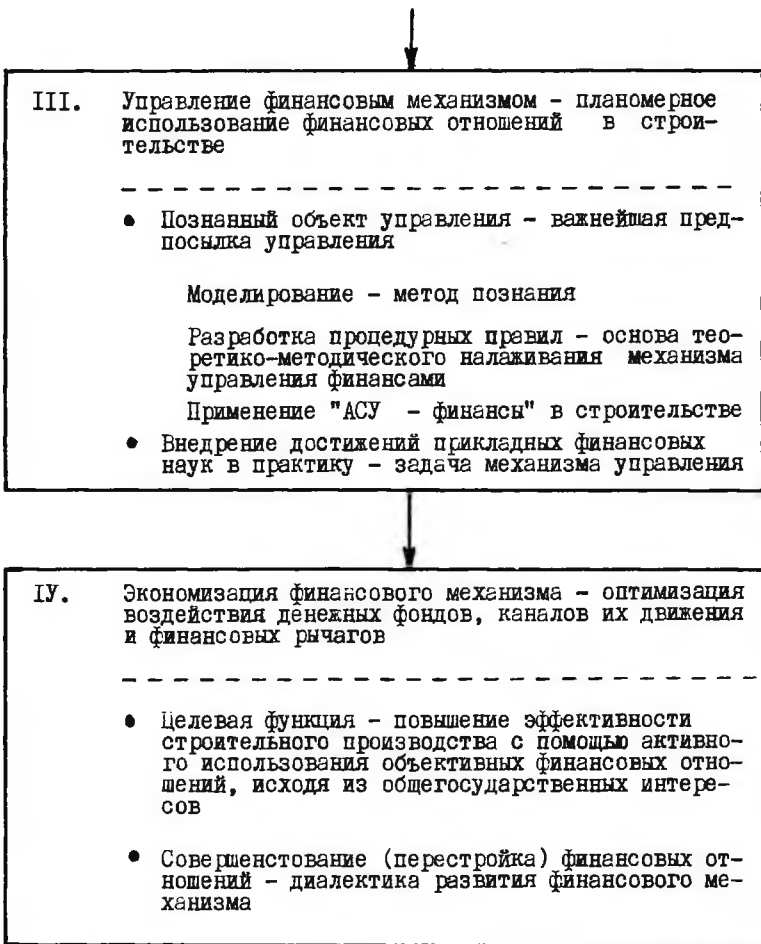 III. Управление финансовым механизмом - планомерное
использование финансовых отношений в строи-
тельстве
• Познанный объект управления - важнейшая пред-
посылка управления
Моделирование - метод познания
Разработка процедурных правил - основа тео-
ретико-методического налаживания механизма
управления финансами
Применение "АСУ - финансы" в строительстве
• Внедрение достижений прикладных финансовых
наук в практику - задача механизма управления
IУ. Экономизация финансового механизма - оптимизация
воздействия денежных фондов, каналов их движения
и финансовых рычагов
• Целевая функция - повышение эффективности
строительного производства с помощью активно-
го использования объективных финансовых отно-
шений, исходя из общегосударственных интере-
сов
• Совершенстование (перестройка) финансовых от-
ношений - диалектика развития финансового ме-
ханизма